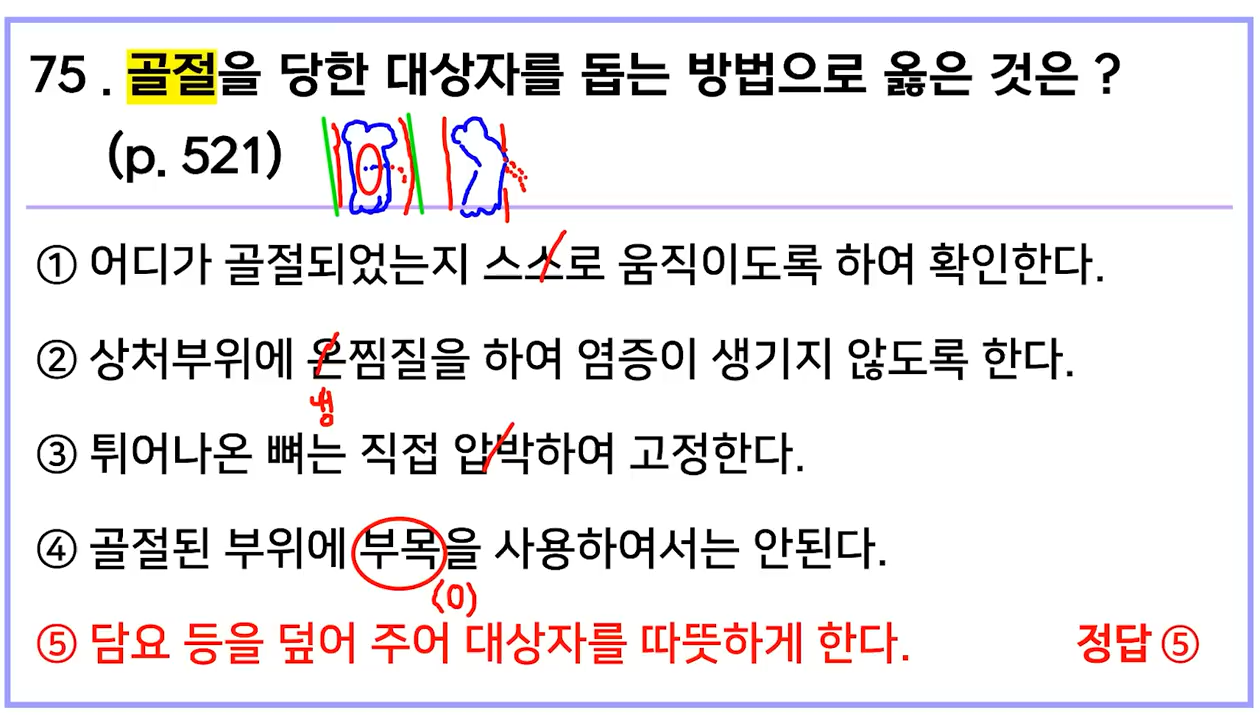 75 . 골절을 당한 대상자를 돕는 방법으로 옳은 것은 ?
(p. 521)
① 어디가 골절되었는지 스스로 움직이도록 하여 확인한다.
② 상처부위에 온찜질을 하여 염증이 생기지 않도록 한다.
냉
③ 튀어나온 뼈는 직접 압박하여 고정한다.
④ 골절된 부위에 부목을 사용하여서는 안된다.
(0)
⑤ 담요 등을 덮어 주어 대상자를 따뜻하게 한다. 정답 ⑤